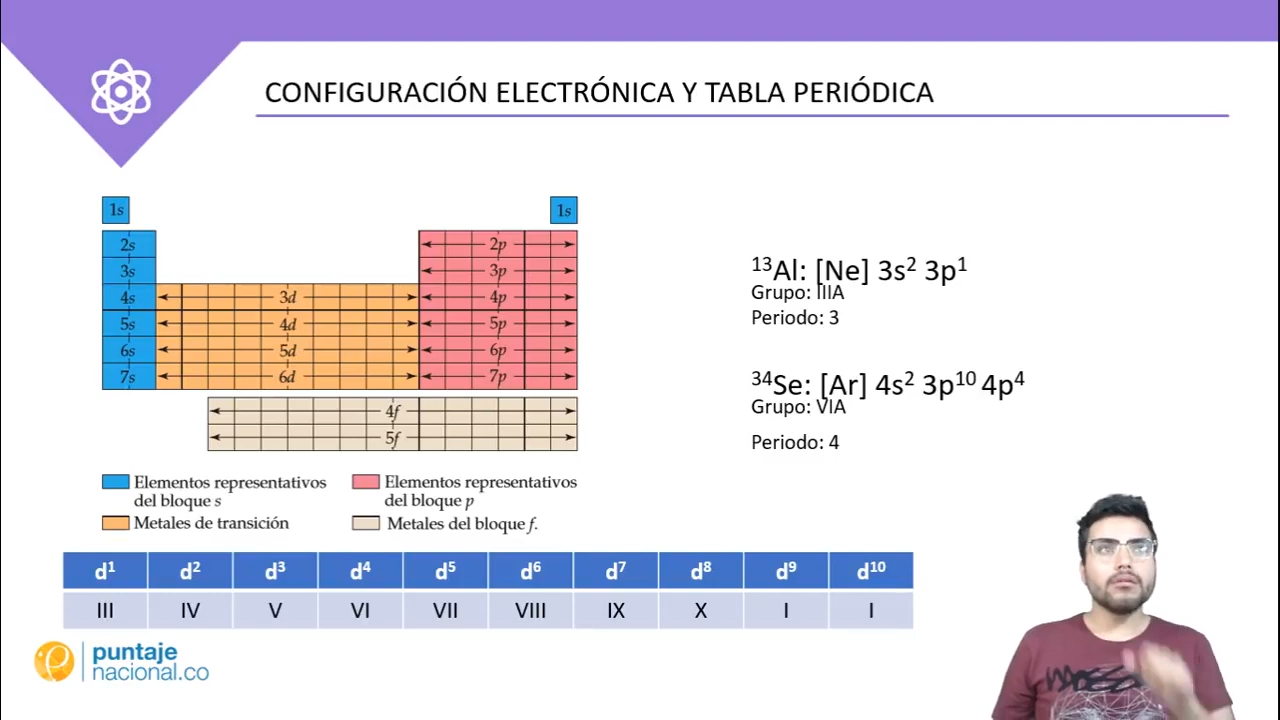 CONFIGURACIÓN ELECTRÓNICA Y TABLA PERIÓDICA
1s 1s
2s 2p
3s 3p
4s 3d 4p
5s 4d 5p
6s 5d 6p
7s 6d 7p
4f
5f
Elementos representativos del bloque s
Elementos representativos del bloque p
Metales de transición
Metales del bloque f.
¹³Al: [Ne] 3s² 3p¹
Grupo: IIIA
Periodo: 3
³⁴Se: [Ar] 4s² 3p¹⁰ 4p⁴
Grupo: VIA
Periodo: 4
d¹ d² d³ d⁴ d⁵ d⁶ d⁷ d⁸ d⁹ d¹⁰
III IV V VI VII VIII IX X I I
puntaje
nacional.co